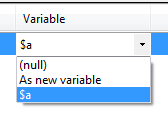 Variable
$a
(null)
As new variable
$a